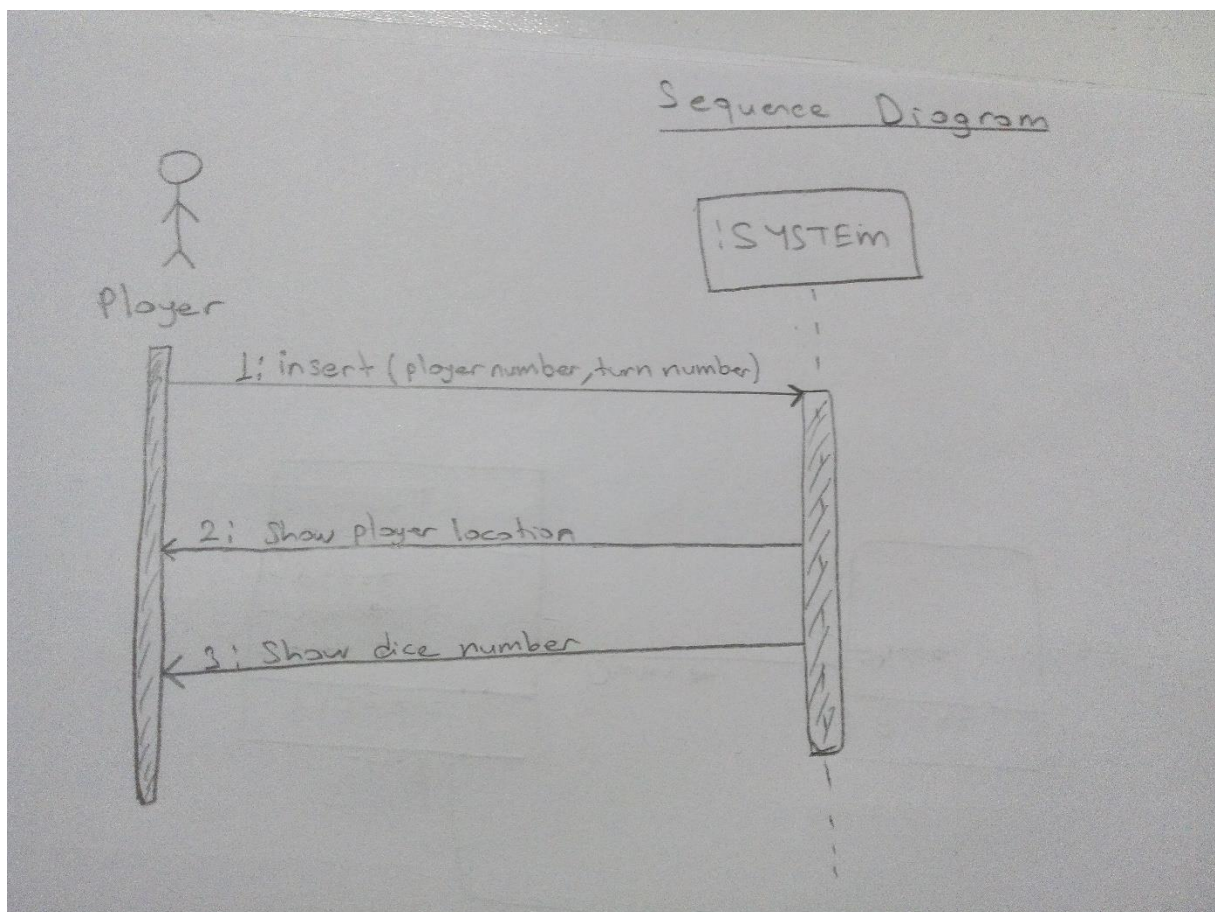 Sequence Diagram
:SYSTEm
Player
1: insert (player number, turn number)
2: Show player location
3: Show dice number